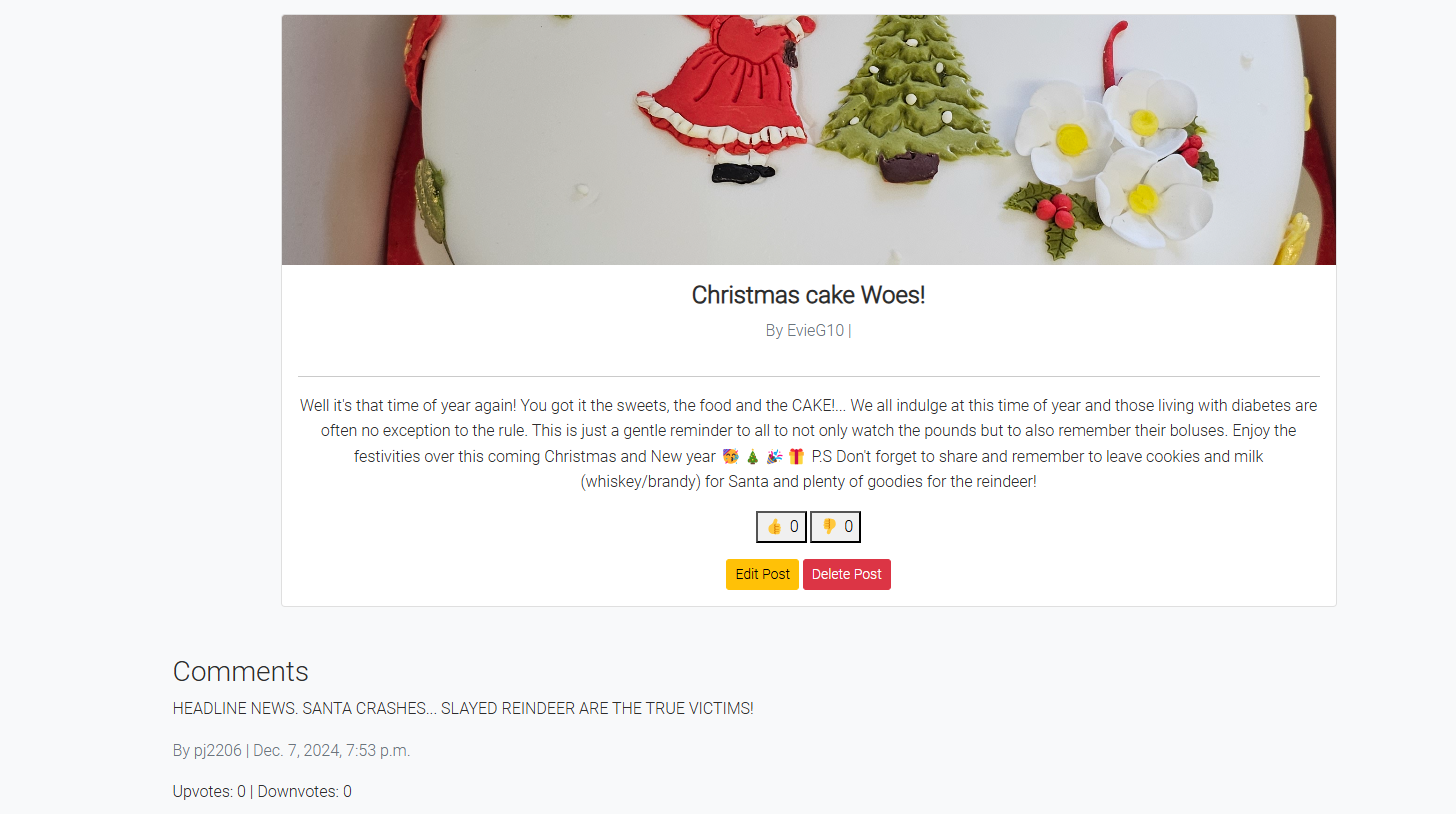 Christmas cake Woes!
By EvieG10 |
Well it's that time of year again! You got it the sweets, the food and the CAKE!... We all indulge at this time of year and those living with diabetes are
often no exception to the rule. This is just a gentle reminder to all to not only watch the pounds but to also remember their boluses. Enjoy the
festivities over this coming Christmas and New year 🥳 🎄 🎉 🎁 P.S Don't forget to share and remember to leave cookies and milk
(whiskey/brandy) for Santa and plenty of goodies for the reindeer!
👍 0 👎 0
Edit Post Delete Post
Comments
HEADLINE NEWS. SANTA CRASHES... SLAYED REINDEER ARE THE TRUE VICTIMS!
By pj2206 | Dec. 7, 2024, 7:53 p.m.
Upvotes: 0 | Downvotes: 0